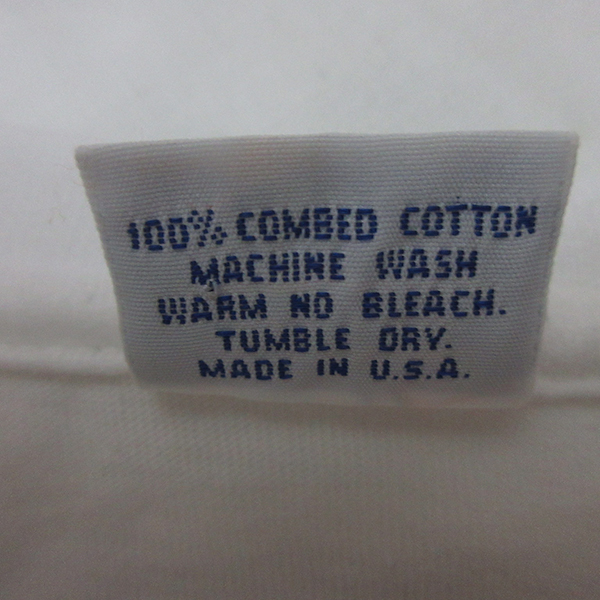 100% COMBED COTTON
MACHINE WASH
WARM NO BLEACH.
TUMBLE DRY.
MADE IN U.S.A.